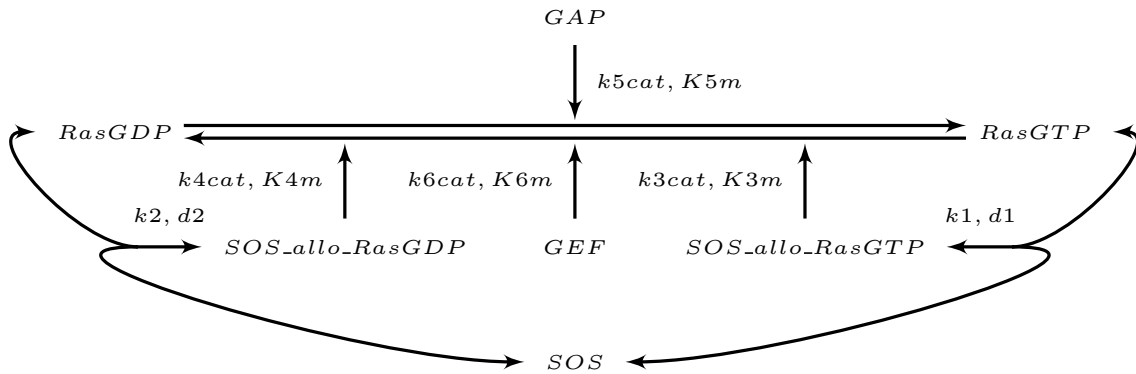 GAP
k5cat, K5m
RasGDP RasGTP
k4cat, K4m k6cat, K6m k3cat, K3m
k2, d2 k1, d1
SOS_allo_RasGDP GEF SOS_allo_RasGTP
SOS